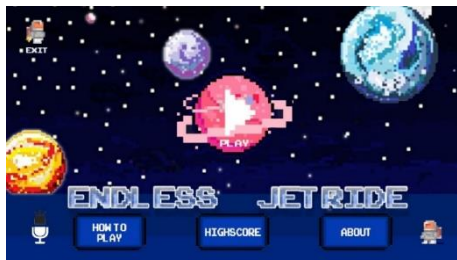 EXIT
PLAY
ENDLESS JETRIDE
HOW TO
PLAY
HIGHSCORE
ABOUT